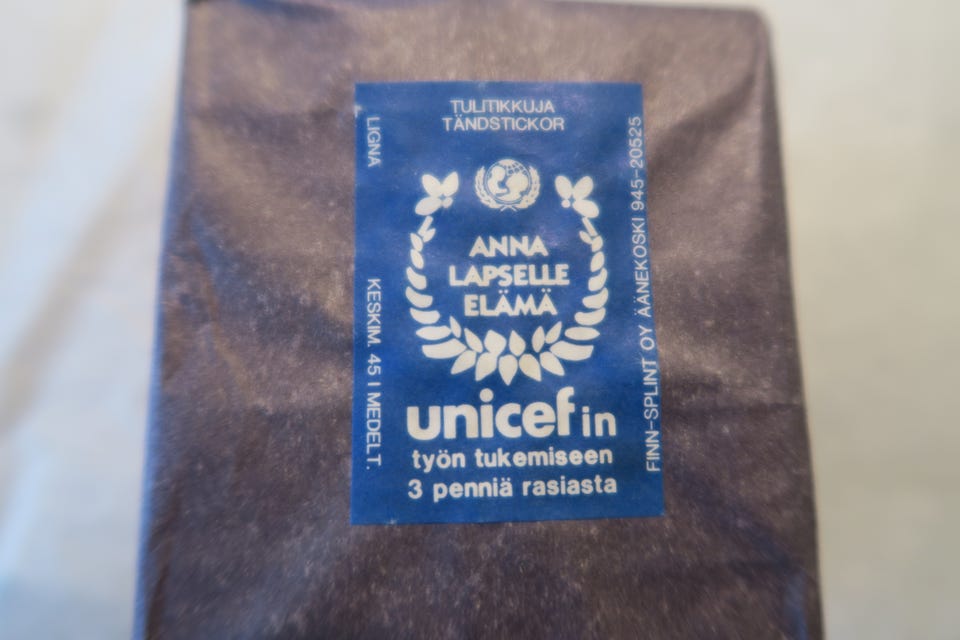 TULITIKKUJA
TÄNDSTICKOR
LIGNA
KESKIM. 45 I MEDELT.
ANNA
LAPSELLE
ELÄMÄ
unicefin
työn tukemiseen
3 penniä rasiasta
FINN-SPLINT OY ÄÄNEKOSKI 945-20525